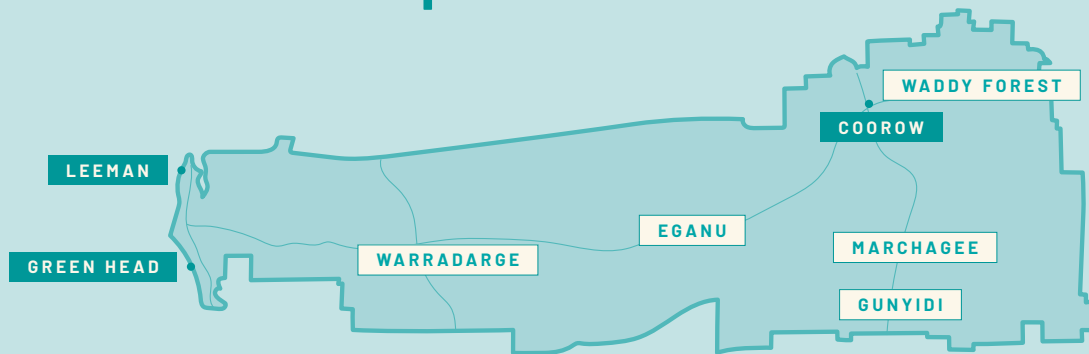 WADDY FOREST
COOROW
LEEMAN
EGANU
MARCHAGEE
WARRADARGE
GREEN HEAD
GUNYIDI